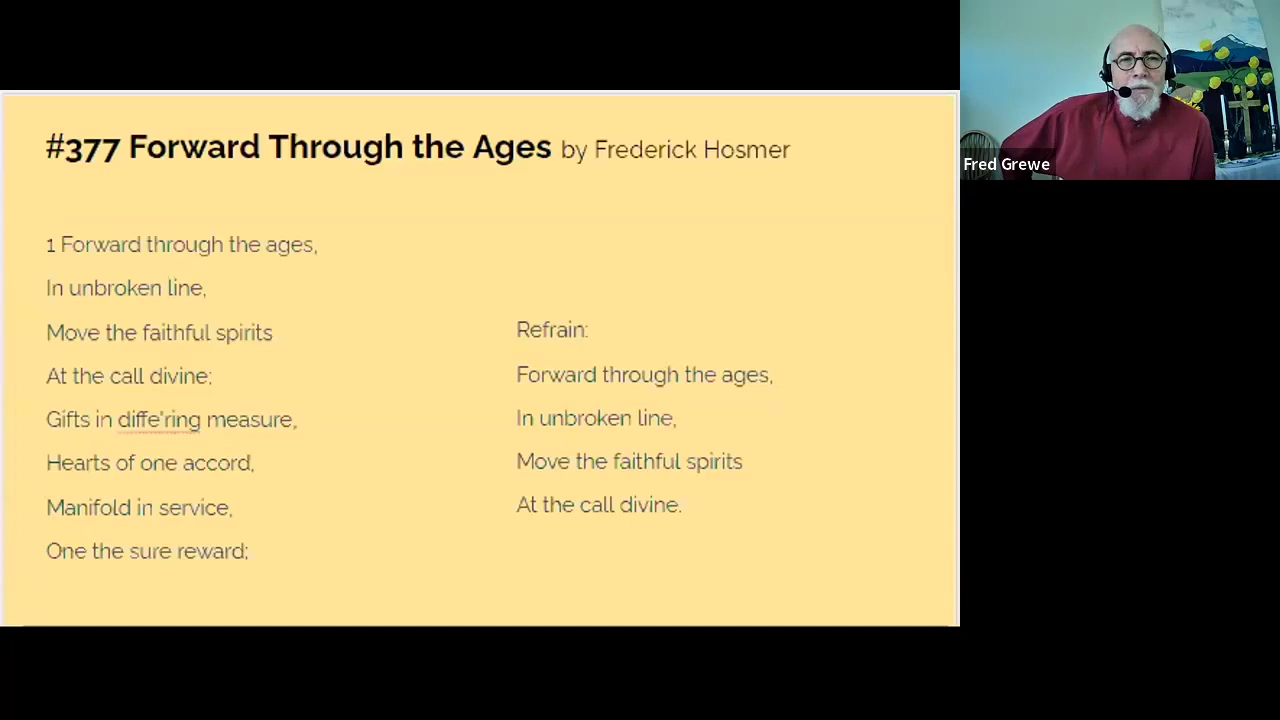 #377 Forward Through the Ages by Frederick Hosmer
1 Forward through the ages,
In unbroken line,
Move the faithful spirits
At the call divine;
Gifts in diffe'ring measure,
Hearts of one accord,
Manifold in service,
One the sure reward;
Refrain:
Forward through the ages,
In unbroken line,
Move the faithful spirits
At the call divine.
Fred Grewe